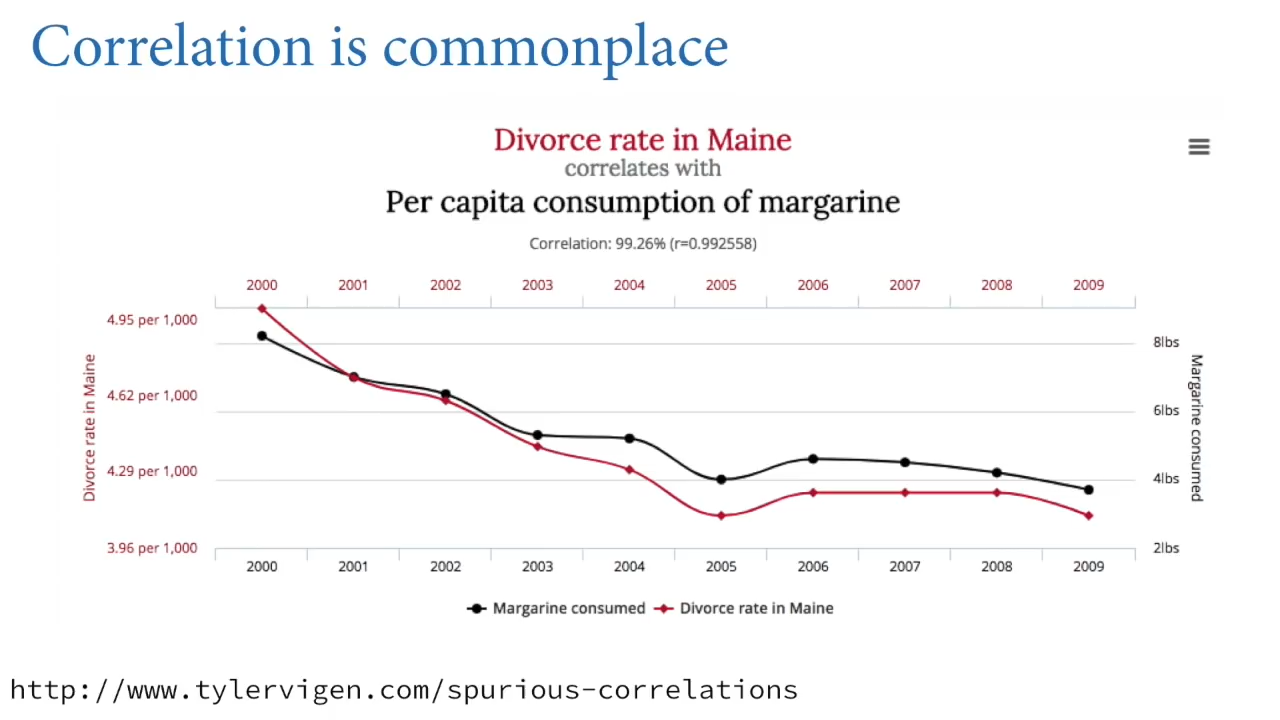 Correlation is commonplace
Divorce rate in Maine
correlates with
Per capita consumption of margarine
Correlation: 99.26% (r=0.992558)
2000 2001 2002 2003 2004 2005 2006 2007 2008 2009
4.95 per 1,000
4.62 per 1,000
4.29 per 1,000
3.96 per 1,000
Divorce rate in Maine
8lbs
6lbs
4lbs
2lbs
Margarine consumed
2000 2001 2002 2003 2004 2005 2006 2007 2008 2009
Margarine consumed Divorce rate in Maine
http://www.tylervigen.com/spurious-correlations